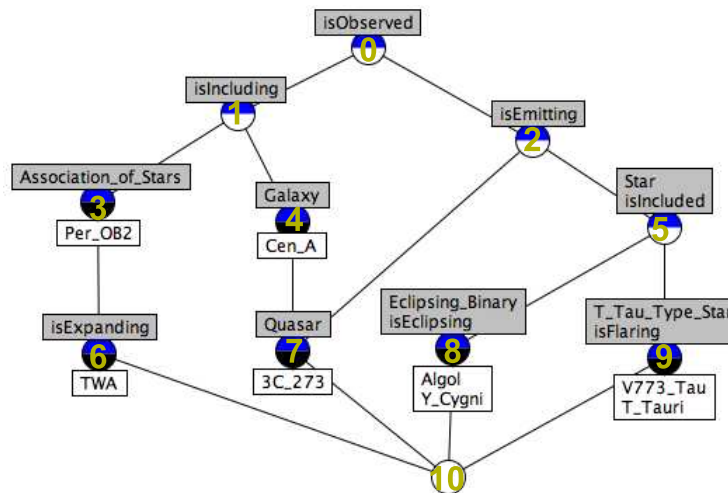 isObserved
0
isIncluding
1
isEmitting
2
Association_of_Stars
3
Per_OB2
Galaxy
4
Cen_A
Star
isIncluded
5
isExpanding
6
TWA
Quasar
7
3C_273
Eclipsing_Binary
isEclipsing
8
Algol
Y_Cygni
T_Tau_Type_Star
isFlaring
9
V773_Tau
T_Tauri
10